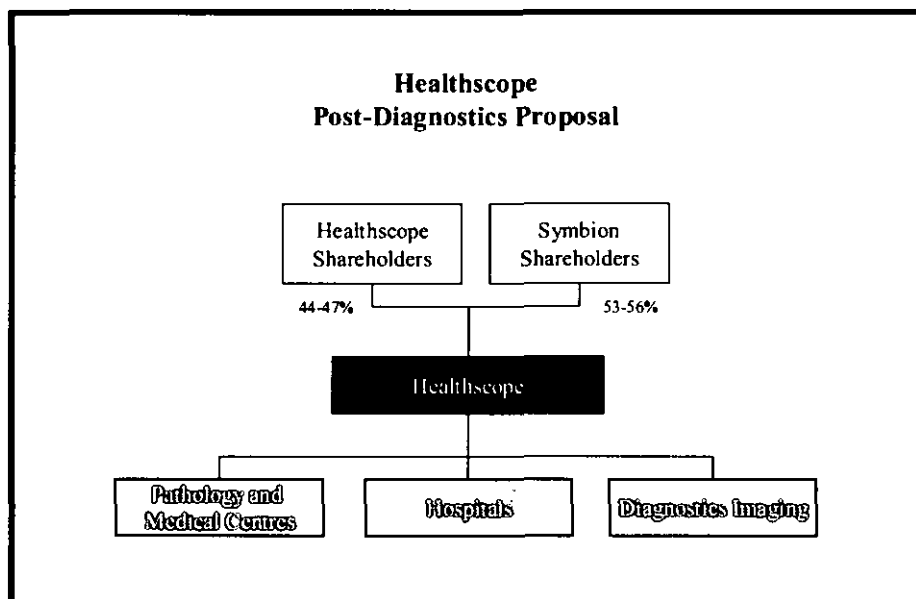 Healthscope
Post-Diagnostics Proposal
Healthscope
Shareholders
Symbion
Shareholders
44-47%
53-56%
Healthscope
Pathology and
Medical Centres
Hospitals
Diagnostics Imaging